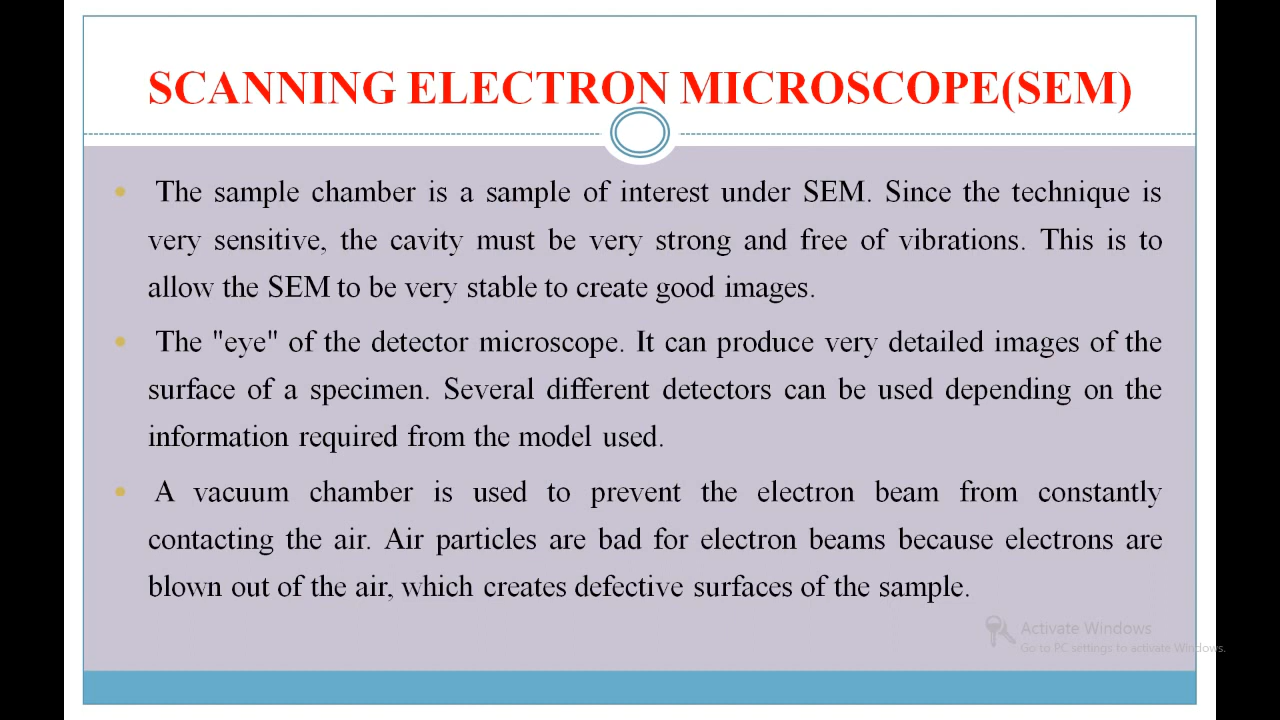 SCANNING ELECTRON MICROSCOPE(SEM)
The sample chamber is a sample of interest under SEM. Since the technique is
very sensitive, the cavity must be very strong and free of vibrations. This is to
allow the SEM to be very stable to create good images.
The "eye" of the detector microscope. It can produce very detailed images of the
surface of a specimen. Several different detectors can be used depending on the
information required from the model used.
A vacuum chamber is used to prevent the electron beam from constantly
contacting the air. Air particles are bad for electron beams because electrons are
blown out of the air, which creates defective surfaces of the sample.
Activate Windows
Go to PC settings to activate Windows.